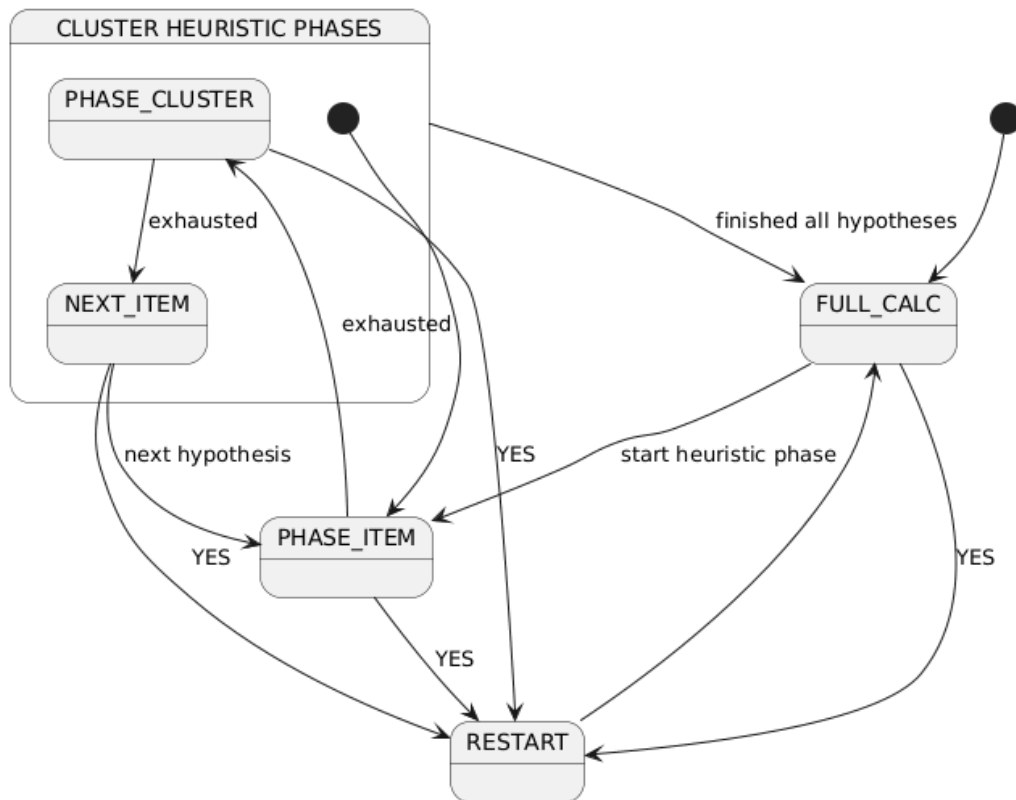 CLUSTER HEURISTIC PHASES
PHASE_CLUSTER
exhausted
finished all hypotheses
NEXT_ITEM
FULL_CALC
exhausted
next hypothesis
YES
start heuristic phase
PHASE_ITEM
YES
YES
YES
RESTART